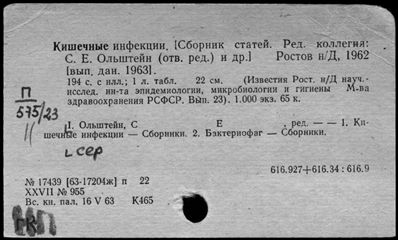 Кишечные инфекции. [Сборник статей. Ред. коллегия:
С. Е. Ольштейн (отв. ред.) и др.] Ростов н/Д, 1962
[вып. дан. 1963].
194 с. с илл.; 1 л. табл. 22 см. (Известия Рост. н/Д науч.-
исслед. ин-та эпидемиологии, микробиологии и гигиены М-ва
здравоохранения РСФСР. Вып. 23). 1.000 экз. 65 к.
П
575/23
I. Ольштейн, С Е , ред. — — 1. Ки-
шечные инфекции — Сборники. 2. Бактериофаг — Сборники.
сер
616.927+616.34 : 616.9
№ 17439 [63-17204ж] п 22
XXVII № 955
Вс. кн. пал. 16 V 63 К465